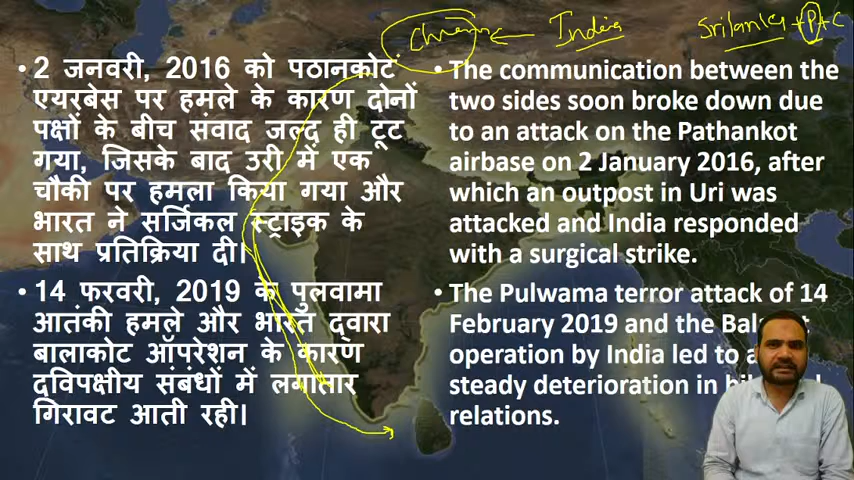 India
Srilanka + P + C
• 2 जनवरी, 2016 को पठानकोट
एयरबेस पर हमले के कारण दोनों
पक्षों के बीच संवाद जल्द ही टूट
गया, जिसके बाद उरी में एक
चौकी पर हमला किया गया और
भारत ने सर्जिकल स्ट्राइक के
साथ प्रतिक्रिया दी।
• 14 फरवरी, 2019 के पुलवामा
आतंकी हमले और भारत द्वारा
बालाकोट ऑपरेशन के कारण
द्विपक्षीय संबंधों में लगातार
गिरावट आती रही।
• The communication between the
two sides soon broke down due
to an attack on the Pathankot
airbase on 2 January 2016, after
which an outpost in Uri was
attacked and India responded
with a surgical strike.
• The Pulwama terror attack of 14
February 2019 and the
operation by India led to a
steady deterioration in
relations.